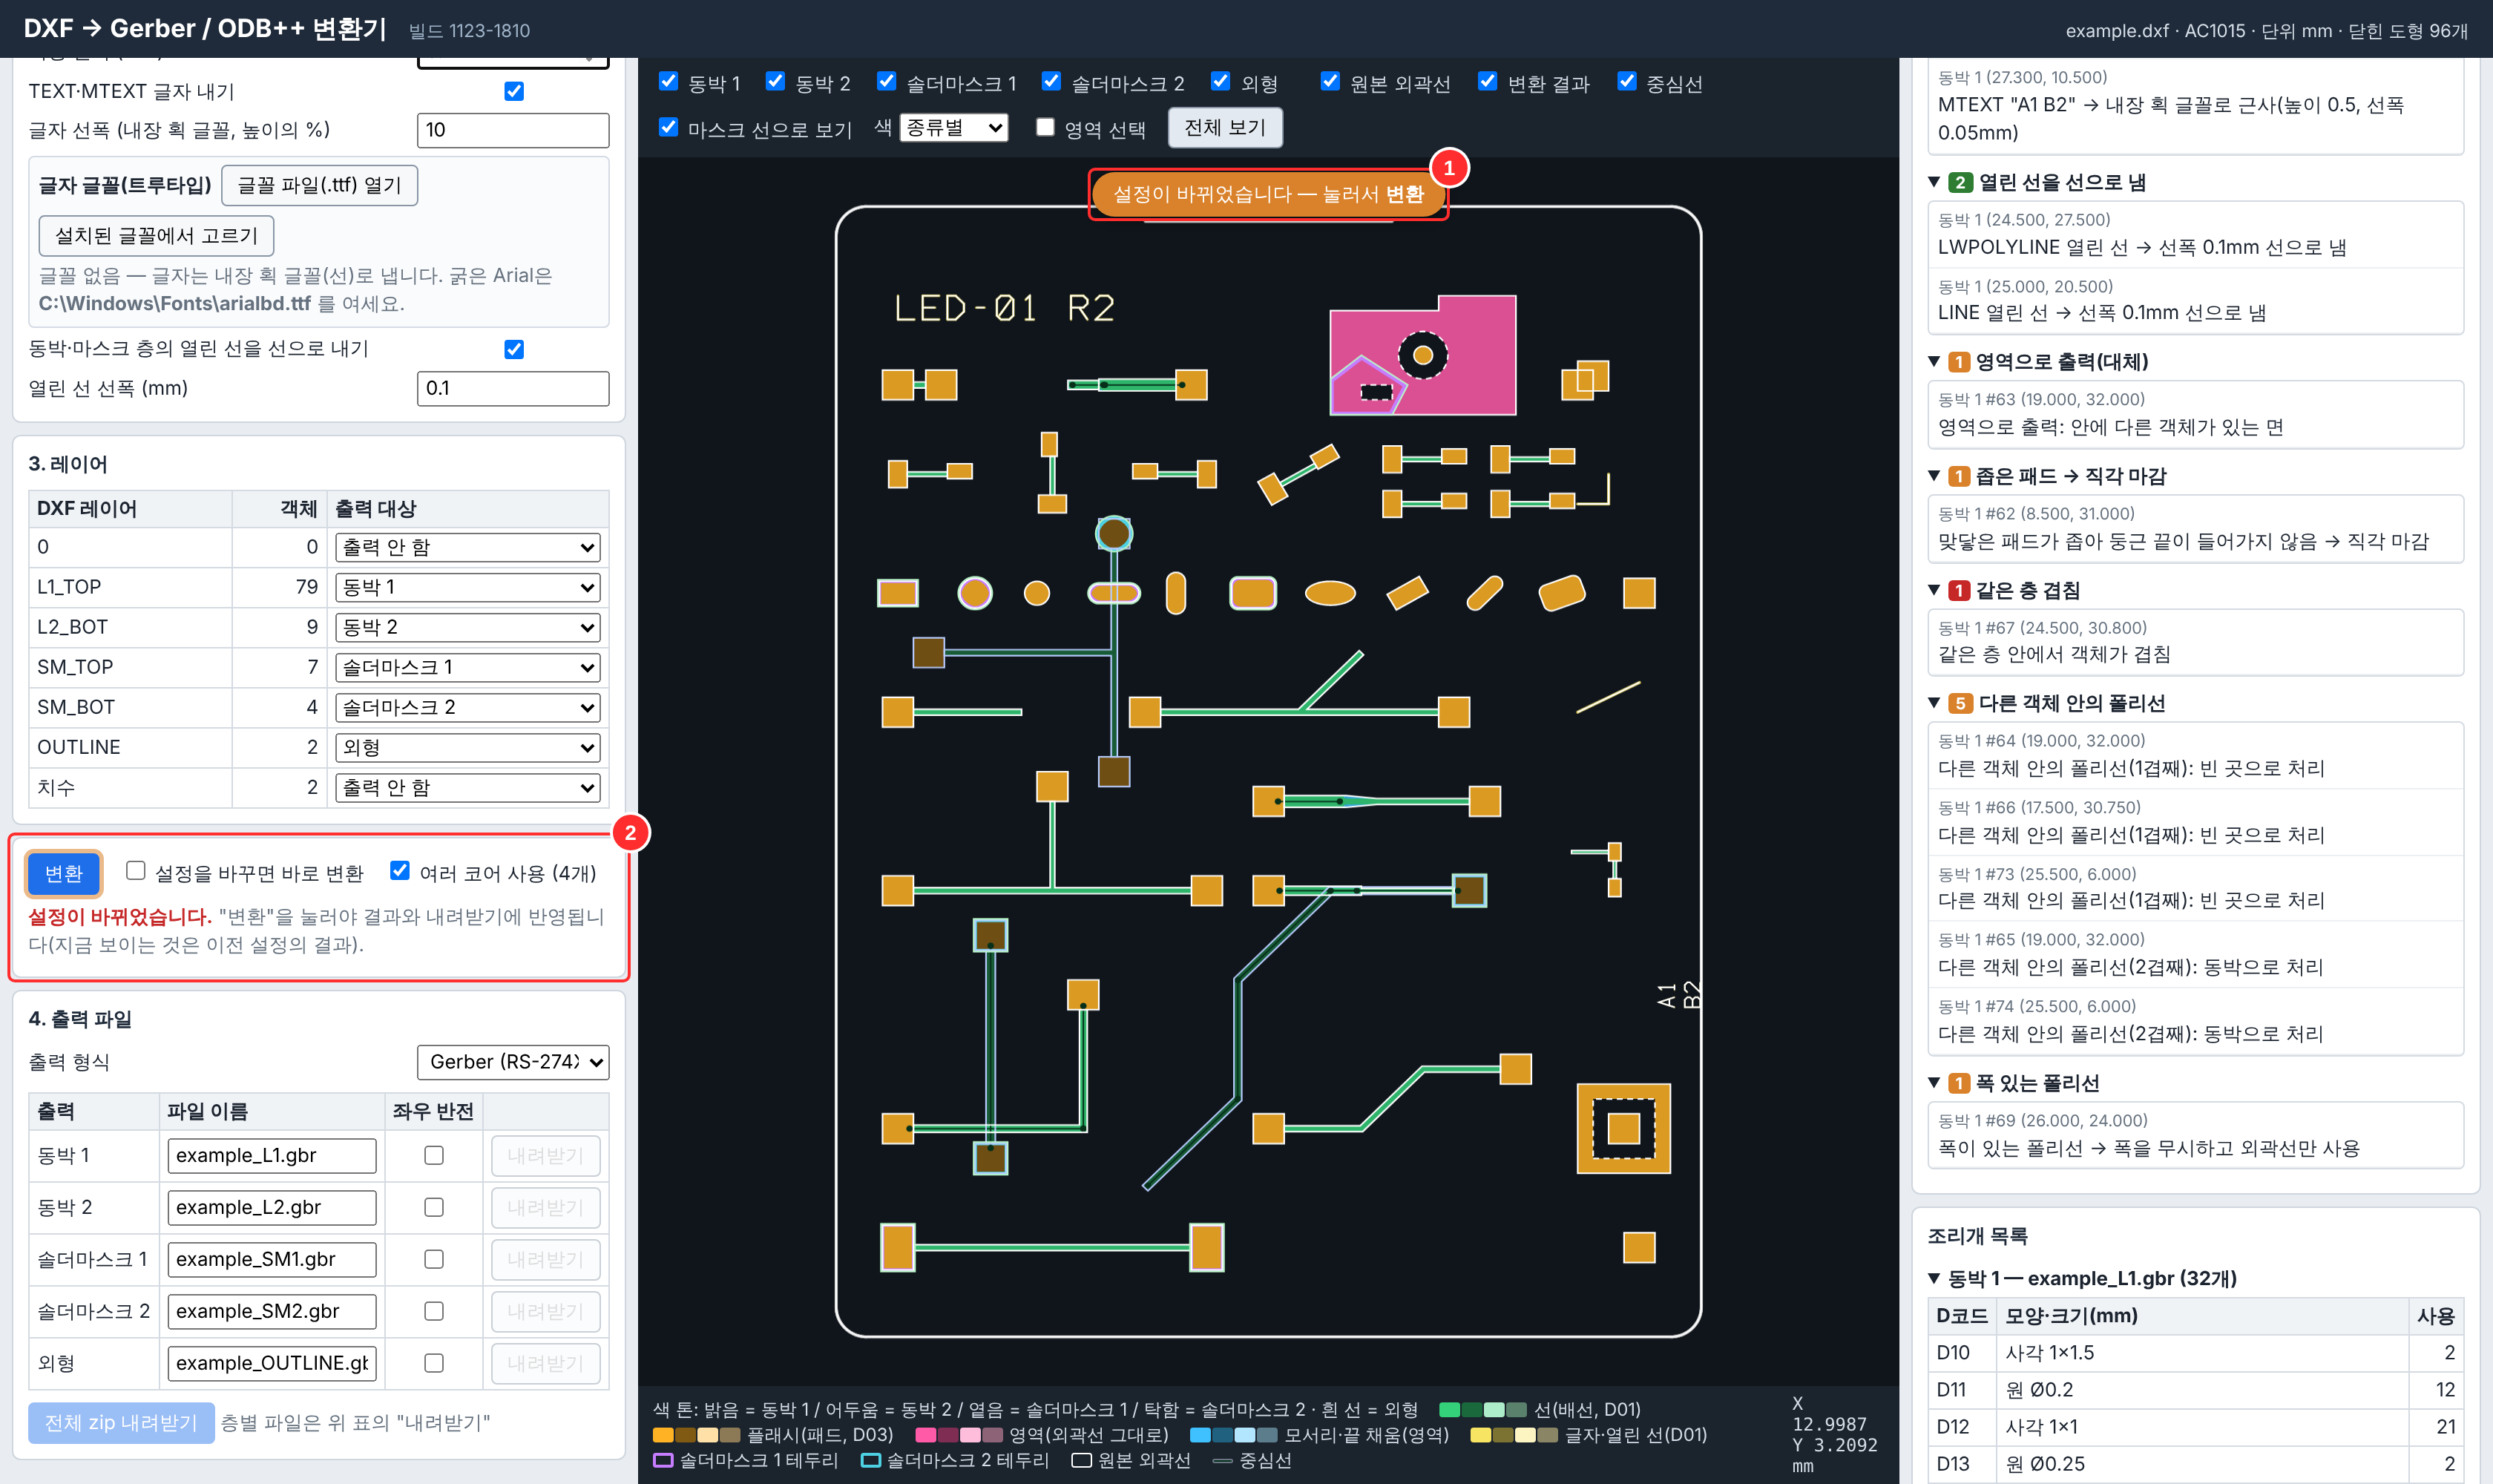 DXF → Gerber / ODB++ 변환기 빌드 1123-1810
example.dxf · AC1015 · 단위 mm · 닫힌 도형 96개
TEXT·MTEXT 글자 내기
글자 선폭 (내장 획 글꼴, 높이의 %) 10
글자 글꼴(트루타입) 글꼴 파일(.ttf) 열기
설치된 글꼴에서 고르기
글꼴 없음 — 글자는 내장 획 글꼴(선)로 냅니다. 굵은 Arial은
C:\Windows\Fonts\arialbd.ttf 를 여세요.
동박·마스크 층의 열린 선을 선으로 내기
열린 선 선폭 (mm) 0.1
3. 레이어
DXF 레이어 객체 출력 대상
0 0 출력 안 함
L1_TOP 79 동박 1
L2_BOT 9 동박 2
SM_TOP 7 솔더마스크 1
SM_BOT 4 솔더마스크 2
OUTLINE 2 외형
치수 2 출력 안 함
2
변환 설정을 바꾸면 바로 변환 여러 코어 사용 (4개)
설정이 바뀌었습니다. "변환"을 눌러야 결과와 내려받기에 반영됩니
다(지금 보이는 것은 이전 설정의 결과).
4. 출력 파일
출력 형식 Gerber (RS-274X
출력 파일 이름 좌우 반전
동박 1 example_L1.gbr 내려받기
동박 2 example_L2.gbr 내려받기
솔더마스크 1 example_SM1.gbr 내려받기
솔더마스크 2 example_SM2.gbr 내려받기
외형 example_OUTLINE.gb 내려받기
전체 zip 내려받기 층별 파일은 위 표의 "내려받기"
동박 1 동박 2 솔더마스크 1 솔더마스크 2 외형 원본 외곽선 변환 결과 중심선
마스크 선으로 보기 색 종류별 영역 선택 전체 보기
1
설정이 바뀌었습니다 — 눌러서 변환
LED-01 R2
A1
B2
색 톤: 밝음 = 동박 1 / 어두움 = 동박 2 / 옅음 = 솔더마스크 1 / 탁함 = 솔더마스크 2 · 흰 선 = 외형 선(배선, D01)
플래시(패드, D03) 영역(외곽선 그대로) 모서리·끝 채움(영역) 글자·열린 선(D01)
솔더마스크 1 테두리 솔더마스크 2 테두리 원본 외곽선 중심선
X
12.9987
Y 3.2092
mm
동박 1 (27.300, 10.500)
MTEXT "A1 B2" → 내장 획 글꼴로 근사(높이 0.5, 선폭
0.05mm)
▼ 2 열린 선을 선으로 냄
동박 1 (24.500, 27.500)
LWPOLYLINE 열린 선 → 선폭 0.1mm 선으로 냄
동박 1 (25.000, 20.500)
LINE 열린 선 → 선폭 0.1mm 선으로 냄
▼ 1 영역으로 출력(대체)
동박 1 #63 (19.000, 32.000)
영역으로 출력: 안에 다른 객체가 있는 면
▼ 1 좁은 패드 → 직각 마감
동박 1 #62 (8.500, 31.000)
맞닿은 패드가 좁아 둥근 끝이 들어가지 않음 → 직각 마감
▼ 1 같은 층 겹침
동박 1 #67 (24.500, 30.800)
같은 층 안에서 객체가 겹침
▼ 5 다른 객체 안의 폴리선
동박 1 #64 (19.000, 32.000)
다른 객체 안의 폴리선(1겹째): 빈 곳으로 처리
동박 1 #66 (17.500, 30.750)
다른 객체 안의 폴리선(1겹째): 빈 곳으로 처리
동박 1 #73 (25.500, 6.000)
다른 객체 안의 폴리선(1겹째): 빈 곳으로 처리
동박 1 #65 (19.000, 32.000)
다른 객체 안의 폴리선(2겹째): 동박으로 처리
동박 1 #74 (25.500, 6.000)
다른 객체 안의 폴리선(2겹째): 동박으로 처리
▼ 1 폭 있는 폴리선
동박 1 #69 (26.000, 24.000)
폭이 있는 폴리선 → 폭을 무시하고 외곽선만 사용
조리개 목록
▼ 동박 1 — example_L1.gbr (32개)
D코드 모양·크기(mm) 사용
D10 사각 1×1.5 2
D11 원 Ø0.2 12
D12 사각 1×1 21
D13 원 Ø0.25 2